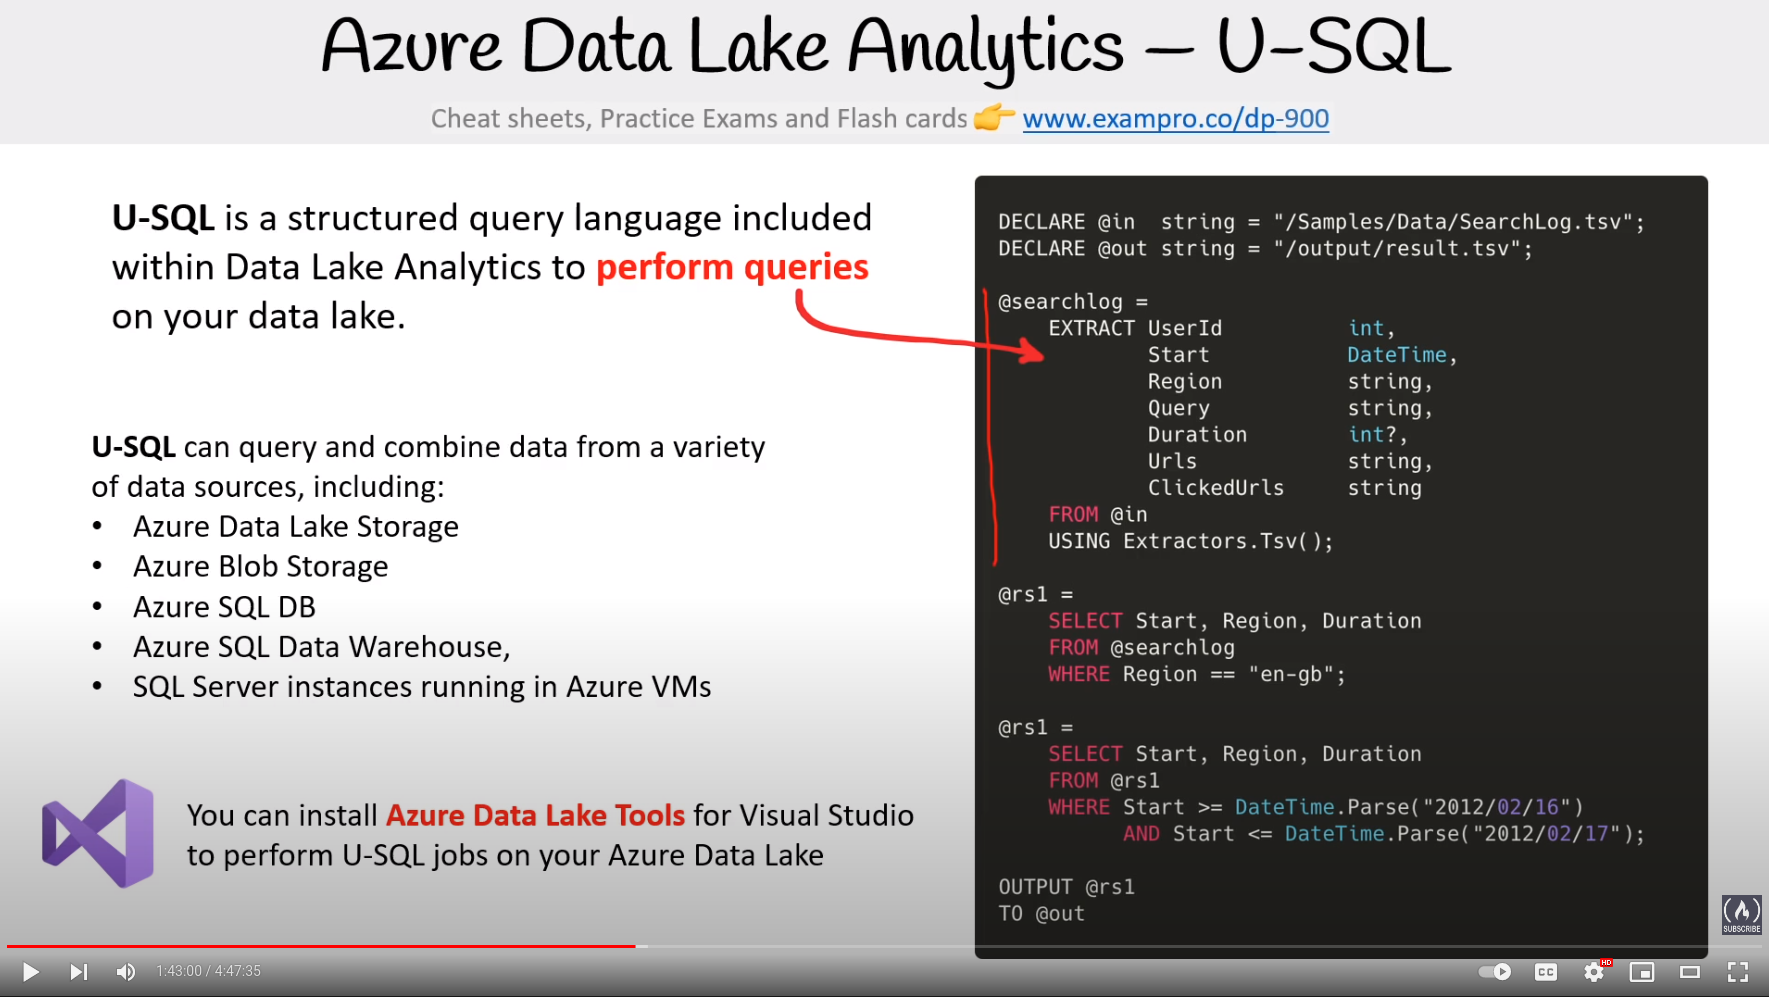 Azure Data Lake Analytics – U-SQL
Cheat sheets, Practice Exams and Flash cards 👉 www.exampro.co/dp-900
U-SQL is a structured query language included
within Data Lake Analytics to perform queries
on your data lake.
U-SQL can query and combine data from a variety
of data sources, including:
• Azure Data Lake Storage
• Azure Blob Storage
• Azure SQL DB
• Azure SQL Data Warehouse,
• SQL Server instances running in Azure VMs
You can install Azure Data Lake Tools for Visual Studio
to perform U-SQL jobs on your Azure Data Lake
DECLARE @in  string = "/Samples/Data/SearchLog.tsv";
DECLARE @out string = "/output/result.tsv";
@searchlog =
    EXTRACT UserId          int,
            Start           DateTime,
            Region          string,
            Query           string,
            Duration        int?,
            Urls            string,
            ClickedUrls     string
    FROM @in
    USING Extractors.Tsv();
@rs1 =
    SELECT Start, Region, Duration
    FROM @searchlog
    WHERE Region == "en-gb";
@rs1 =
    SELECT Start, Region, Duration
    FROM @rs1
    WHERE Start >= DateTime.Parse("2012/02/16")
          AND Start <= DateTime.Parse("2012/02/17");
OUTPUT @rs1
TO @out
SUBSCRIBE
1:43:00 / 4:47:35
CC
HD